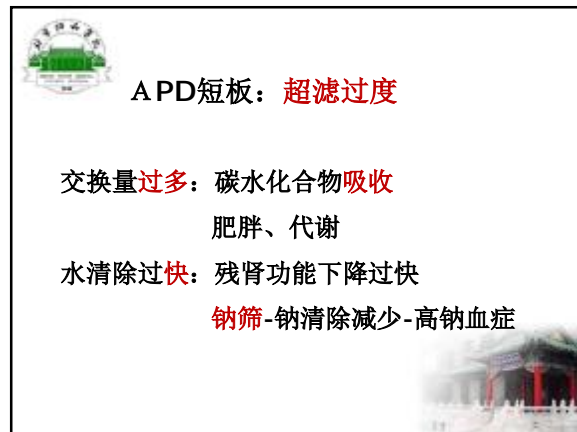 APD短板：超滤过度
交换量过多：碳水化合物吸收
肥胖、代谢
水清除过快：残肾功能下降过快
钠筛-钠清除减少-高钠血症